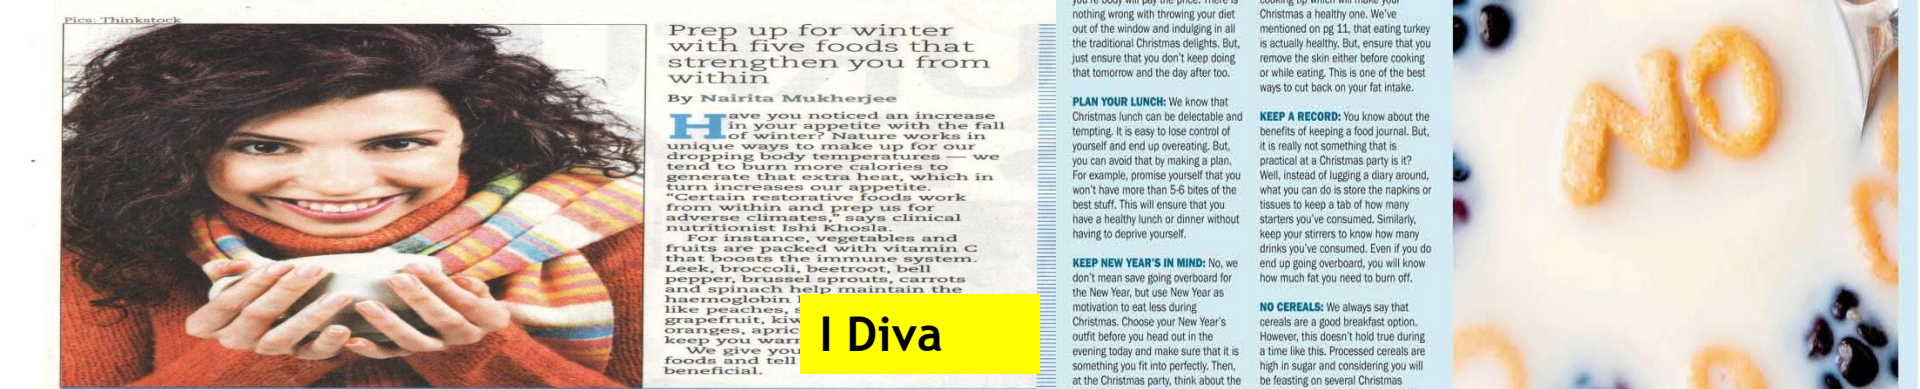 Pics: Thinkstock
Prep up for winter
with five foods that
strengthen you from
within
By Nairita Mukherjee
Have you noticed an increase
in your appetite with the fall
of winter? Nature works in
unique ways to make up for our
dropping body temperatures — we
tend to burn more calories to
generate that extra heat, which in
turn increases our appetite.
"Certain restorative foods work
from within and prep us for
adverse climates," says clinical
nutritionist Ishi Khosla.
For instance, vegetables and
fruits are packed with vitamin C
that boosts the immune system.
Leek, broccoli, beetroot, bell
pepper, brussel sprouts, carrots
and spinach help maintain the
haemoglobin
like peaches,
grapefruit,
oranges,
keep you
We give you
foods and tell
beneficial.
I Diva
you're body will pay the price. There is
nothing wrong with throwing your diet
out of the window and indulging in all
the traditional Christmas delights. But,
just ensure that you don't keep doing
that tomorrow and the day after too.
PLAN YOUR LUNCH: We know that
Christmas lunch can be delectable and
tempting. It is easy to lose control of
yourself and end up overeating. But,
you can avoid that by making a plan.
For example, promise yourself that you
won't have more than 5-6 bites of the
best stuff. This will ensure that you
have a healthy lunch or dinner without
having to deprive yourself.
KEEP NEW YEAR'S IN MIND: No, we
don't mean save going overboard for
the New Year, but use New Year as
motivation to eat less during
Christmas. Choose your New Year's
outfit before you head out in the
evening today and make sure that it is
something you fit into perfectly. Then,
at the Christmas party, think about the
cooking tip which will make your
Christmas a healthy one. We've
mentioned on pg 11, that eating turkey
is actually healthy. But, ensure that you
remove the skin either before cooking
or while eating. This is one of the best
ways to cut back on your fat intake.
KEEP A RECORD: You know about the
benefits of keeping a food journal. But,
it is really not something that is
practical at a Christmas party is it?
Well, instead of lugging a diary around,
what you can do is store the napkins or
tissues to keep a tab of how many
starters you've consumed. Similarly,
keep your stirrers to know how many
drinks you've consumed. Even if you do
end up going overboard, you will know
how much fat you need to burn off.
NO CEREALS: We always say that
cereals are a good breakfast option.
However, this doesn't hold true during
a time like this. Processed cereals are
high in sugar and considering you will
be feasting on several Christmas
NO